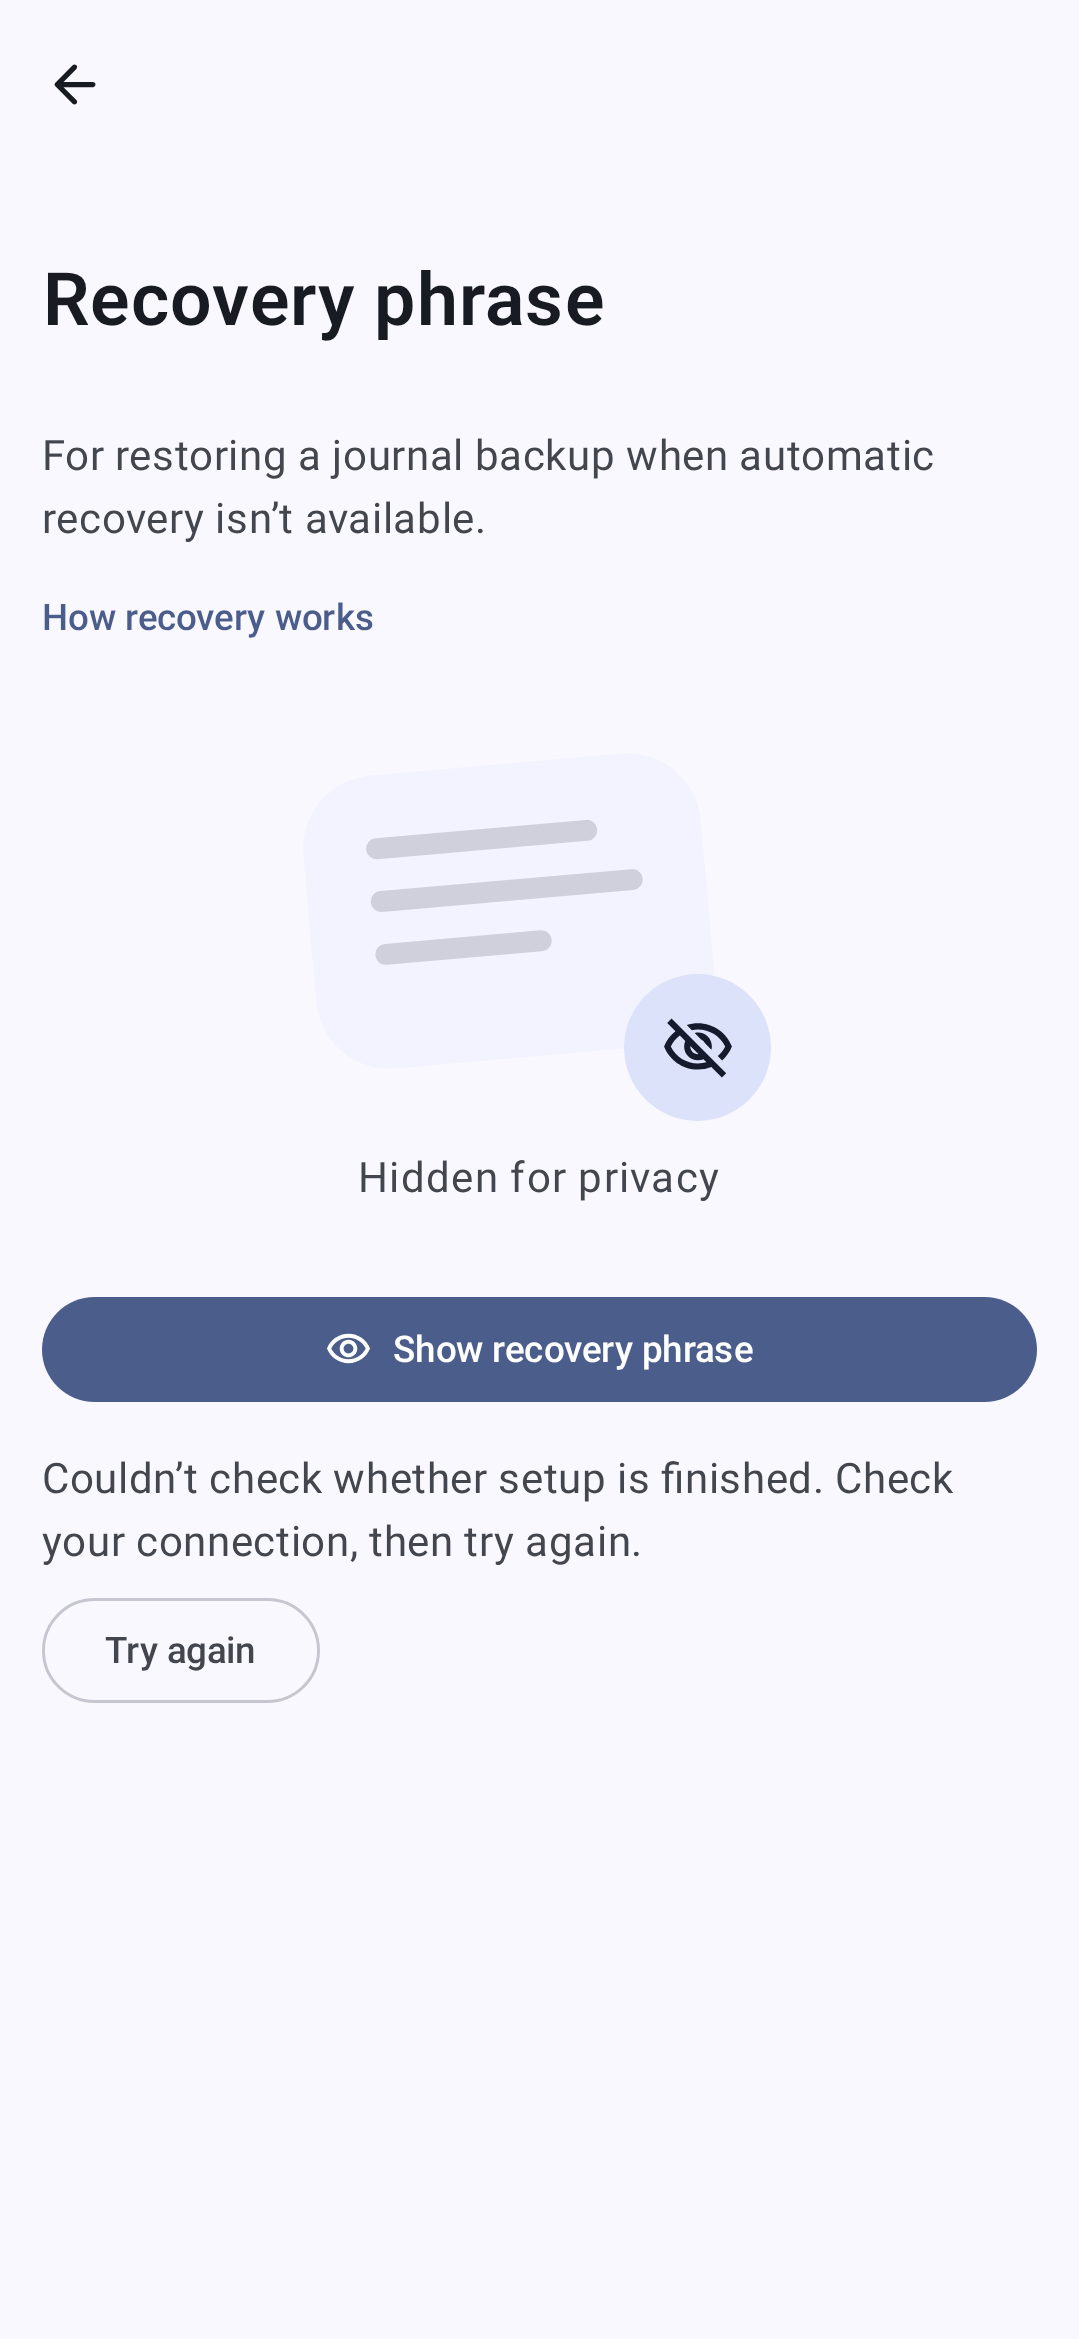 Recovery phrase
For restoring a journal backup when automatic
recovery isn’t available.
How recovery works
Hidden for privacy
Show recovery phrase
Couldn’t check whether setup is finished. Check
your connection, then try again.
Try again